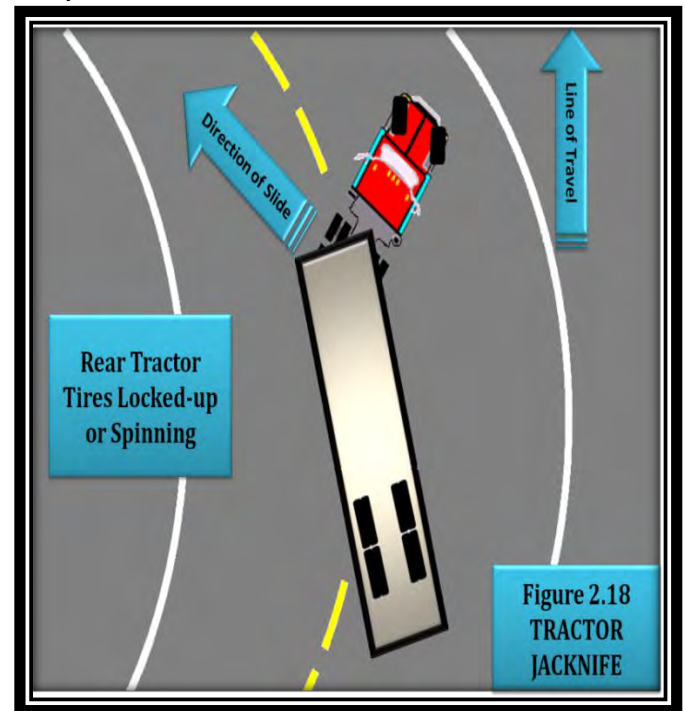 Direction of Slide
Line of Travel
Rear Tractor
Tires Locked-up
or Spinning
Figure 2.18
TRACTOR
JACKNIFE